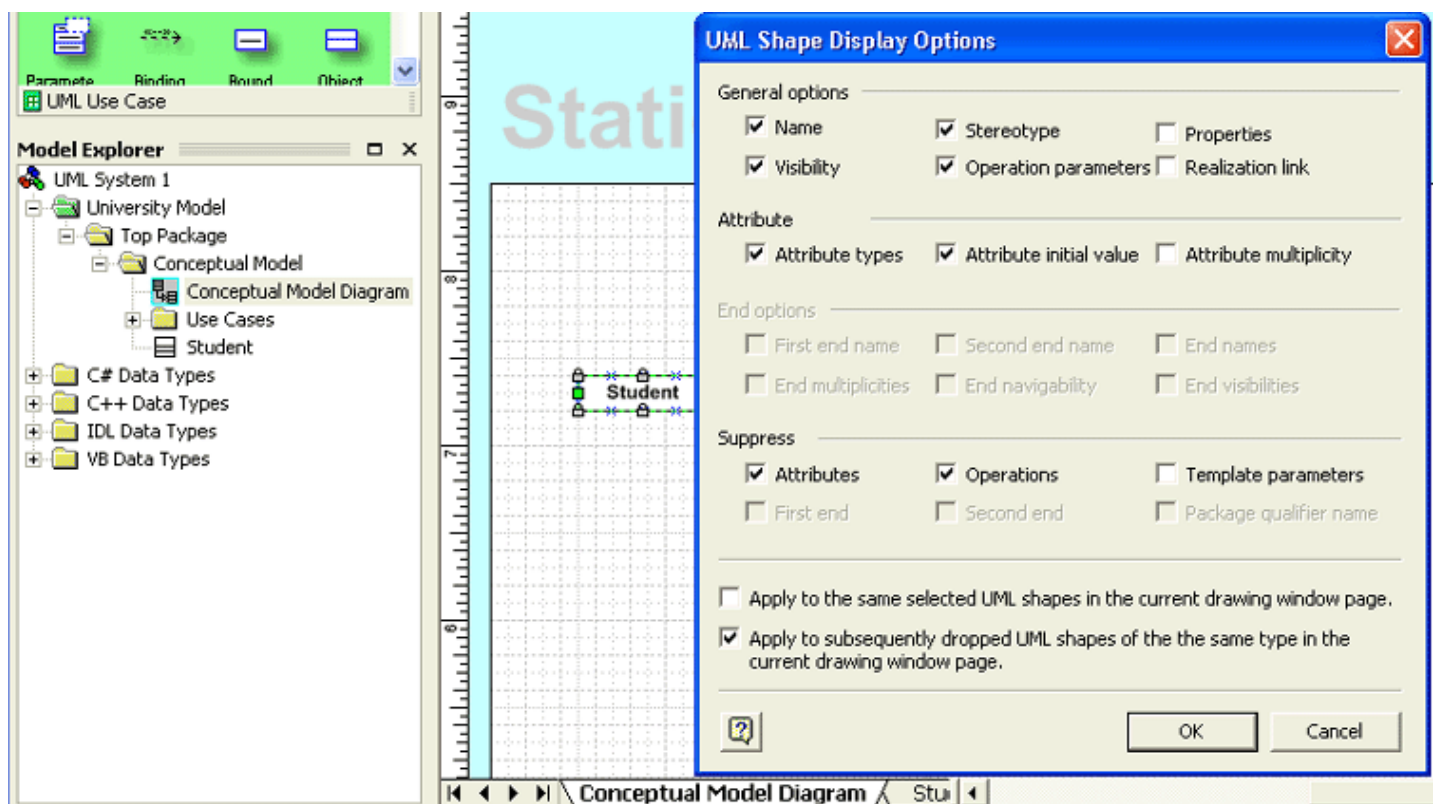 Paramete Binding Bound Object
UML Use Case
Model Explorer
UML System 1
University Model
Top Package
Conceptual Model
Conceptual Model Diagram
Use Cases
Student
C# Data Types
C++ Data Types
IDL Data Types
VB Data Types
9
8
7
6
Stati
Student
Conceptual Model Diagram Stu
UML Shape Display Options
General options
Name Stereotype Properties
Visibility Operation parameters Realization link
Attribute
Attribute types Attribute initial value Attribute multiplicity
End options
First end name Second end name End names
End multiplicities End navigability End visibilities
Suppress
Attributes Operations Template parameters
First end Second end Package qualifier name
Apply to the same selected UML shapes in the current drawing window page.
Apply to subsequently dropped UML shapes of the the same type in the
current drawing window page.
OK Cancel